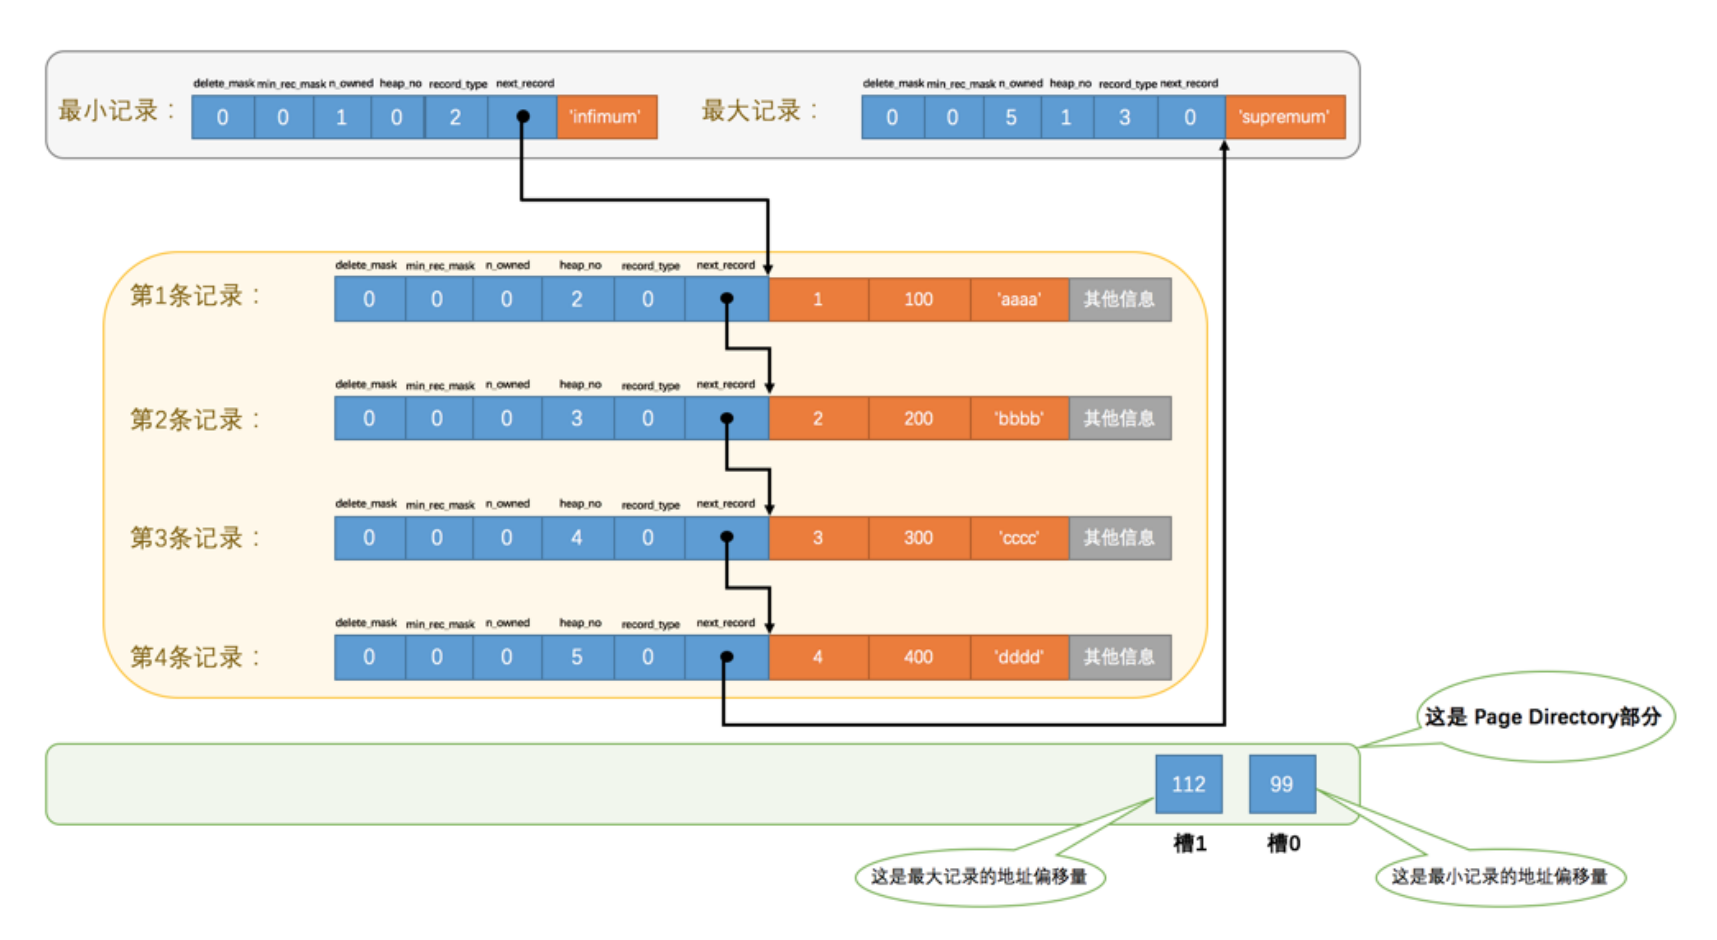 delete_mask min_rec_mask n_owned heap_no record_type next_record
最小记录： 0 0 1 0 2 'infimum'
delete_mask min_rec_mask n_owned heap_no record_type next_record
最大记录： 0 0 5 1 3 0 'supremum'
delete_mask min_rec_mask n_owned heap_no record_type next_record
第1条记录： 0 0 0 2 0 1 100 'aaaa' 其他信息
delete_mask min_rec_mask n_owned heap_no record_type next_record
第2条记录： 0 0 0 3 0 2 200 'bbbb' 其他信息
delete_mask min_rec_mask n_owned heap_no record_type next_record
第3条记录： 0 0 0 4 0 3 300 'cccc' 其他信息
delete_mask min_rec_mask n_owned heap_no record_type next_record
第4条记录： 0 0 0 5 0 4 400 'dddd' 其他信息
这是 Page Directory部分
112 99
槽1 槽0
这是最大记录的地址偏移量
这是最小记录的地址偏移量